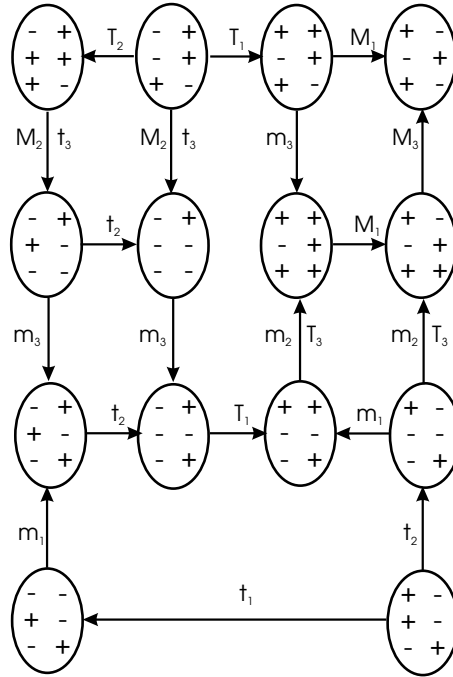 - + T₂ - + T₁ + + M₁ + -
+ + - + - + - +
+ - + - + - + -
M₂ t₃ M₂ t₃ m₃ M₃
- + t₂ - + + + M₁ + -
+ - - - - + - +
- - - - + + + +
m₃ m₃ m₂ T₃ m₂ T₃
- + t₂ - + T₁ + + m₁ + -
+ - - - - - - -
- + - + - + - +
m₁ t₂
- - t₁ + -
+ - + -
- + - +